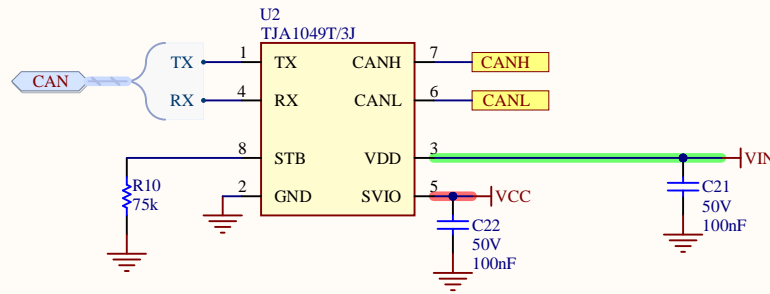 U2
TJA1049T/3J
CAN
TX
RX
1
4
8
2
TX
RX
STB
GND
CANH
CANL
VDD
SVIO
7
6
3
5
CANH
CANL
VIN
VCC
R10
75k
C21
50V
100nF
C22
50V
100nF